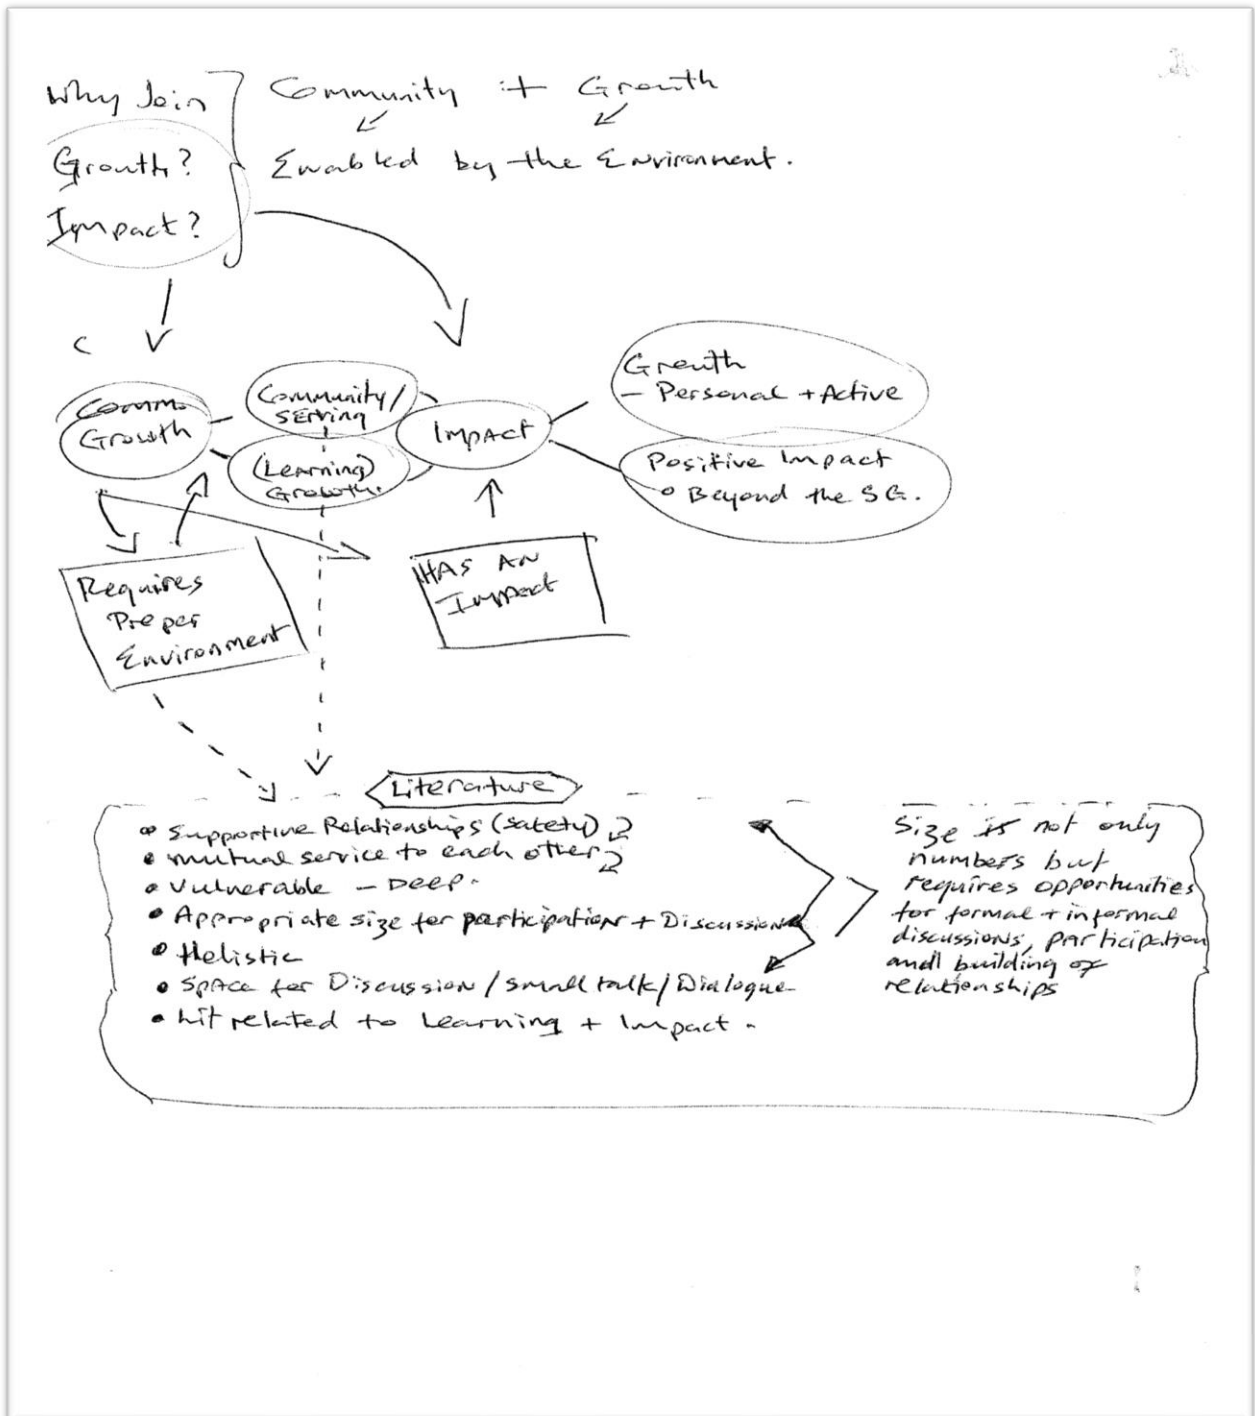 Why Join
Growth?
Impact?
Community + Growth
Enabled by the Environment.
C
Comm.
Growth
Community/
Serving
(Learning)
Growth.
Impact
Growth
- Personal + Active
Positive Impact
Beyond the SG.
Requires
Proper
Environment
HAS AN
Impact
Literature
• Supportive Relationships (safety)
• mutual service to each other
• Vulnerable - Deep.
• Appropriate size for participation + Discussion
• Holistic
• Space for Discussion / small talk / Dialogue
• Lit related to Learning + Impact.
Size is not only
numbers but
requires opportunities
for formal + informal
discussions, participation
and building of
relationships